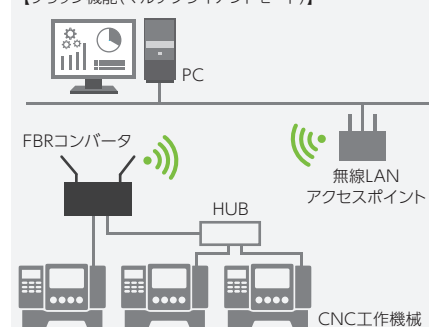 【ブリッジ機能(マルチクライアントモード)】
PC
FBRコンバータ
無線LAN
アクセスポイント
HUB
CNC工作機械